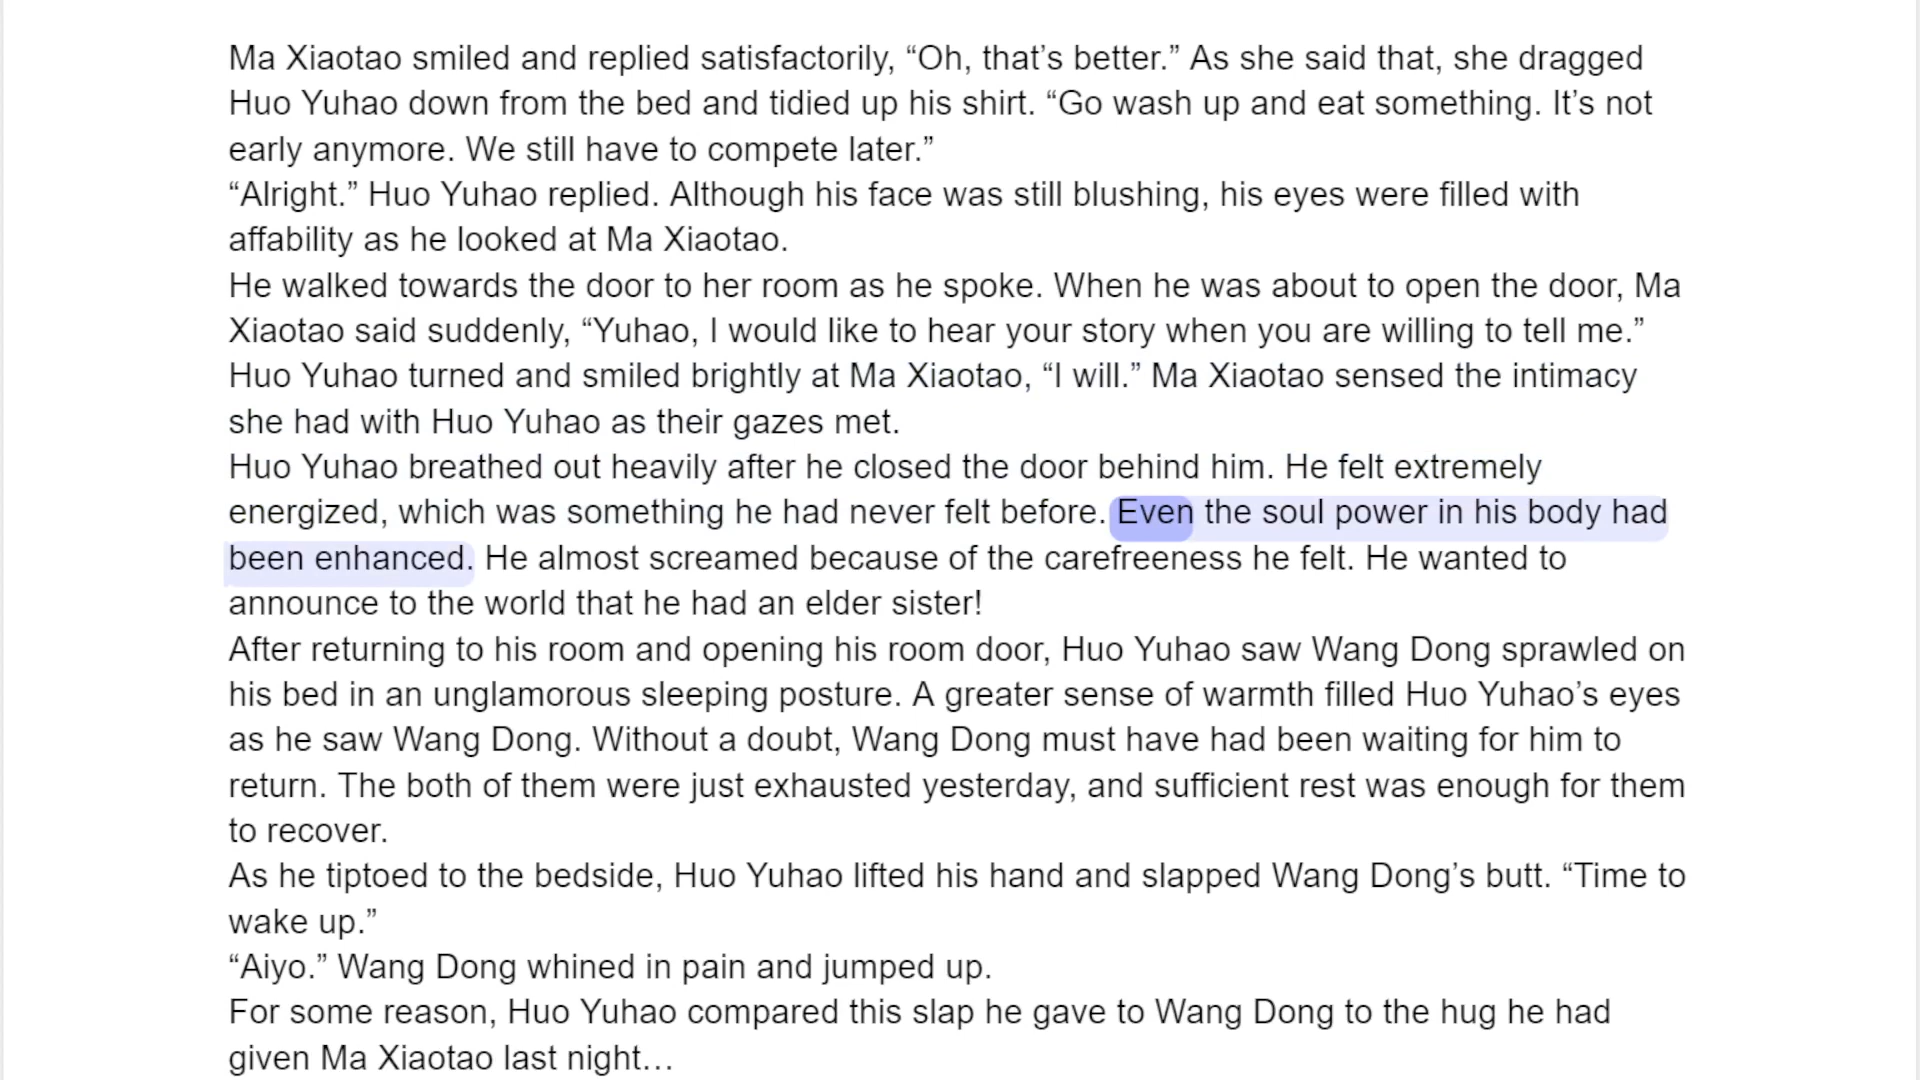 Ma Xiaotao smiled and replied satisfactorily, “Oh, that’s better.” As she said that, she dragged
Huo Yuhao down from the bed and tidied up his shirt. “Go wash up and eat something. It’s not
early anymore. We still have to compete later.”
“Alright.” Huo Yuhao replied. Although his face was still blushing, his eyes were filled with
affability as he looked at Ma Xiaotao.
He walked towards the door to her room as he spoke. When he was about to open the door, Ma
Xiaotao said suddenly, “Yuhao, I would like to hear your story when you are willing to tell me.”
Huo Yuhao turned and smiled brightly at Ma Xiaotao, “I will.” Ma Xiaotao sensed the intimacy
she had with Huo Yuhao as their gazes met.
Huo Yuhao breathed out heavily after he closed the door behind him. He felt extremely
energized, which was something he had never felt before. Even the soul power in his body had
been enhanced. He almost screamed because of the carefreeness he felt. He wanted to
announce to the world that he had an elder sister!
After returning to his room and opening his room door, Huo Yuhao saw Wang Dong sprawled on
his bed in an unglamorous sleeping posture. A greater sense of warmth filled Huo Yuhao’s eyes
as he saw Wang Dong. Without a doubt, Wang Dong must have had been waiting for him to
return. The both of them were just exhausted yesterday, and sufficient rest was enough for them
to recover.
As he tiptoed to the bedside, Huo Yuhao lifted his hand and slapped Wang Dong’s butt. “Time to
wake up.”
“Aiyo.” Wang Dong whined in pain and jumped up.
For some reason, Huo Yuhao compared this slap he gave to Wang Dong to the hug he had
given Ma Xiaotao last night…